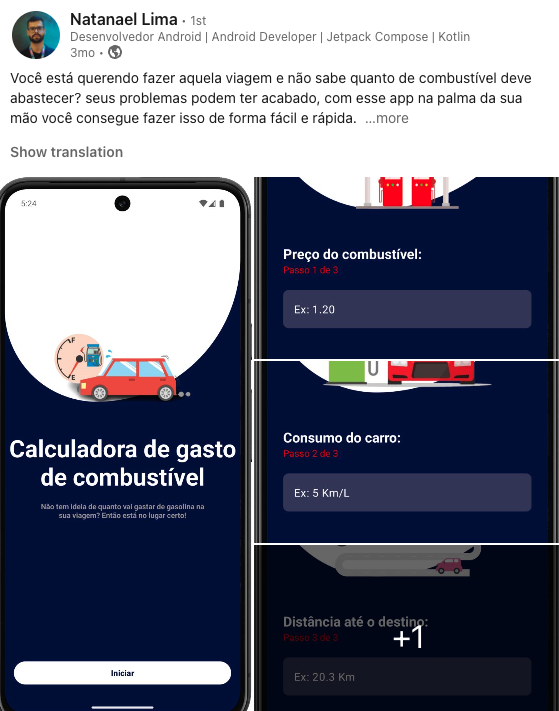 Natanael Lima • 1st
Desenvolvedor Android | Android Developer | Jetpack Compose | Kotlin
3mo •
Você está querendo fazer aquela viagem e não sabe quanto de combustível deve
abastecer? seus problemas podem ter acabado, com esse app na palma da sua
mão você consegue fazer isso de forma fácil e rápida. ...more
Show translation
5:24
F
E
Calculadora de gasto
de combustível
Não tem ideia de quanto vai gastar de gasolina na
sua viagem? Então está no lugar certo!
Iniciar
Preço do combustível:
Passo 1 de 3
Ex: 1.20
U
Consumo do carro:
Passo 2 de 3
Ex: 5 Km/L
Distância até o destino:
Passo 3 de 3
+1
Ex: 20.3 Km